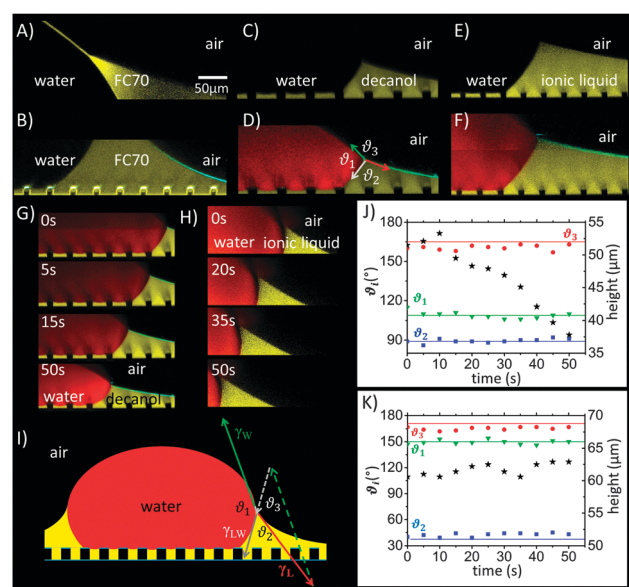 A)
air
water
FC70
50μm
B)
air
water
FC70
C)
air
water
decanol
D)
air
ϑ3
ϑ1
ϑ2
E)
air
water
ionic liquid
F)
air
G)
0s
5s
15s
50s
air
water
decanol
H)
0s
air
water
ionic liquid
20s
35s
50s
I)
air
γW
water
ϑ1
ϑ3
γLW
ϑ2
γL
J)
180
150
120
90
ϑi(°)
ϑ3
ϑ1
ϑ2
55
50
45
40
35
height (μm)
0 10 20 30 40 50
time (s)
K)
180
150
120
90
60
30
ϑi(°)
ϑ3
ϑ1
ϑ2
70
65
60
55
50
height (μm)
0 10 20 30 40 50
time (s)